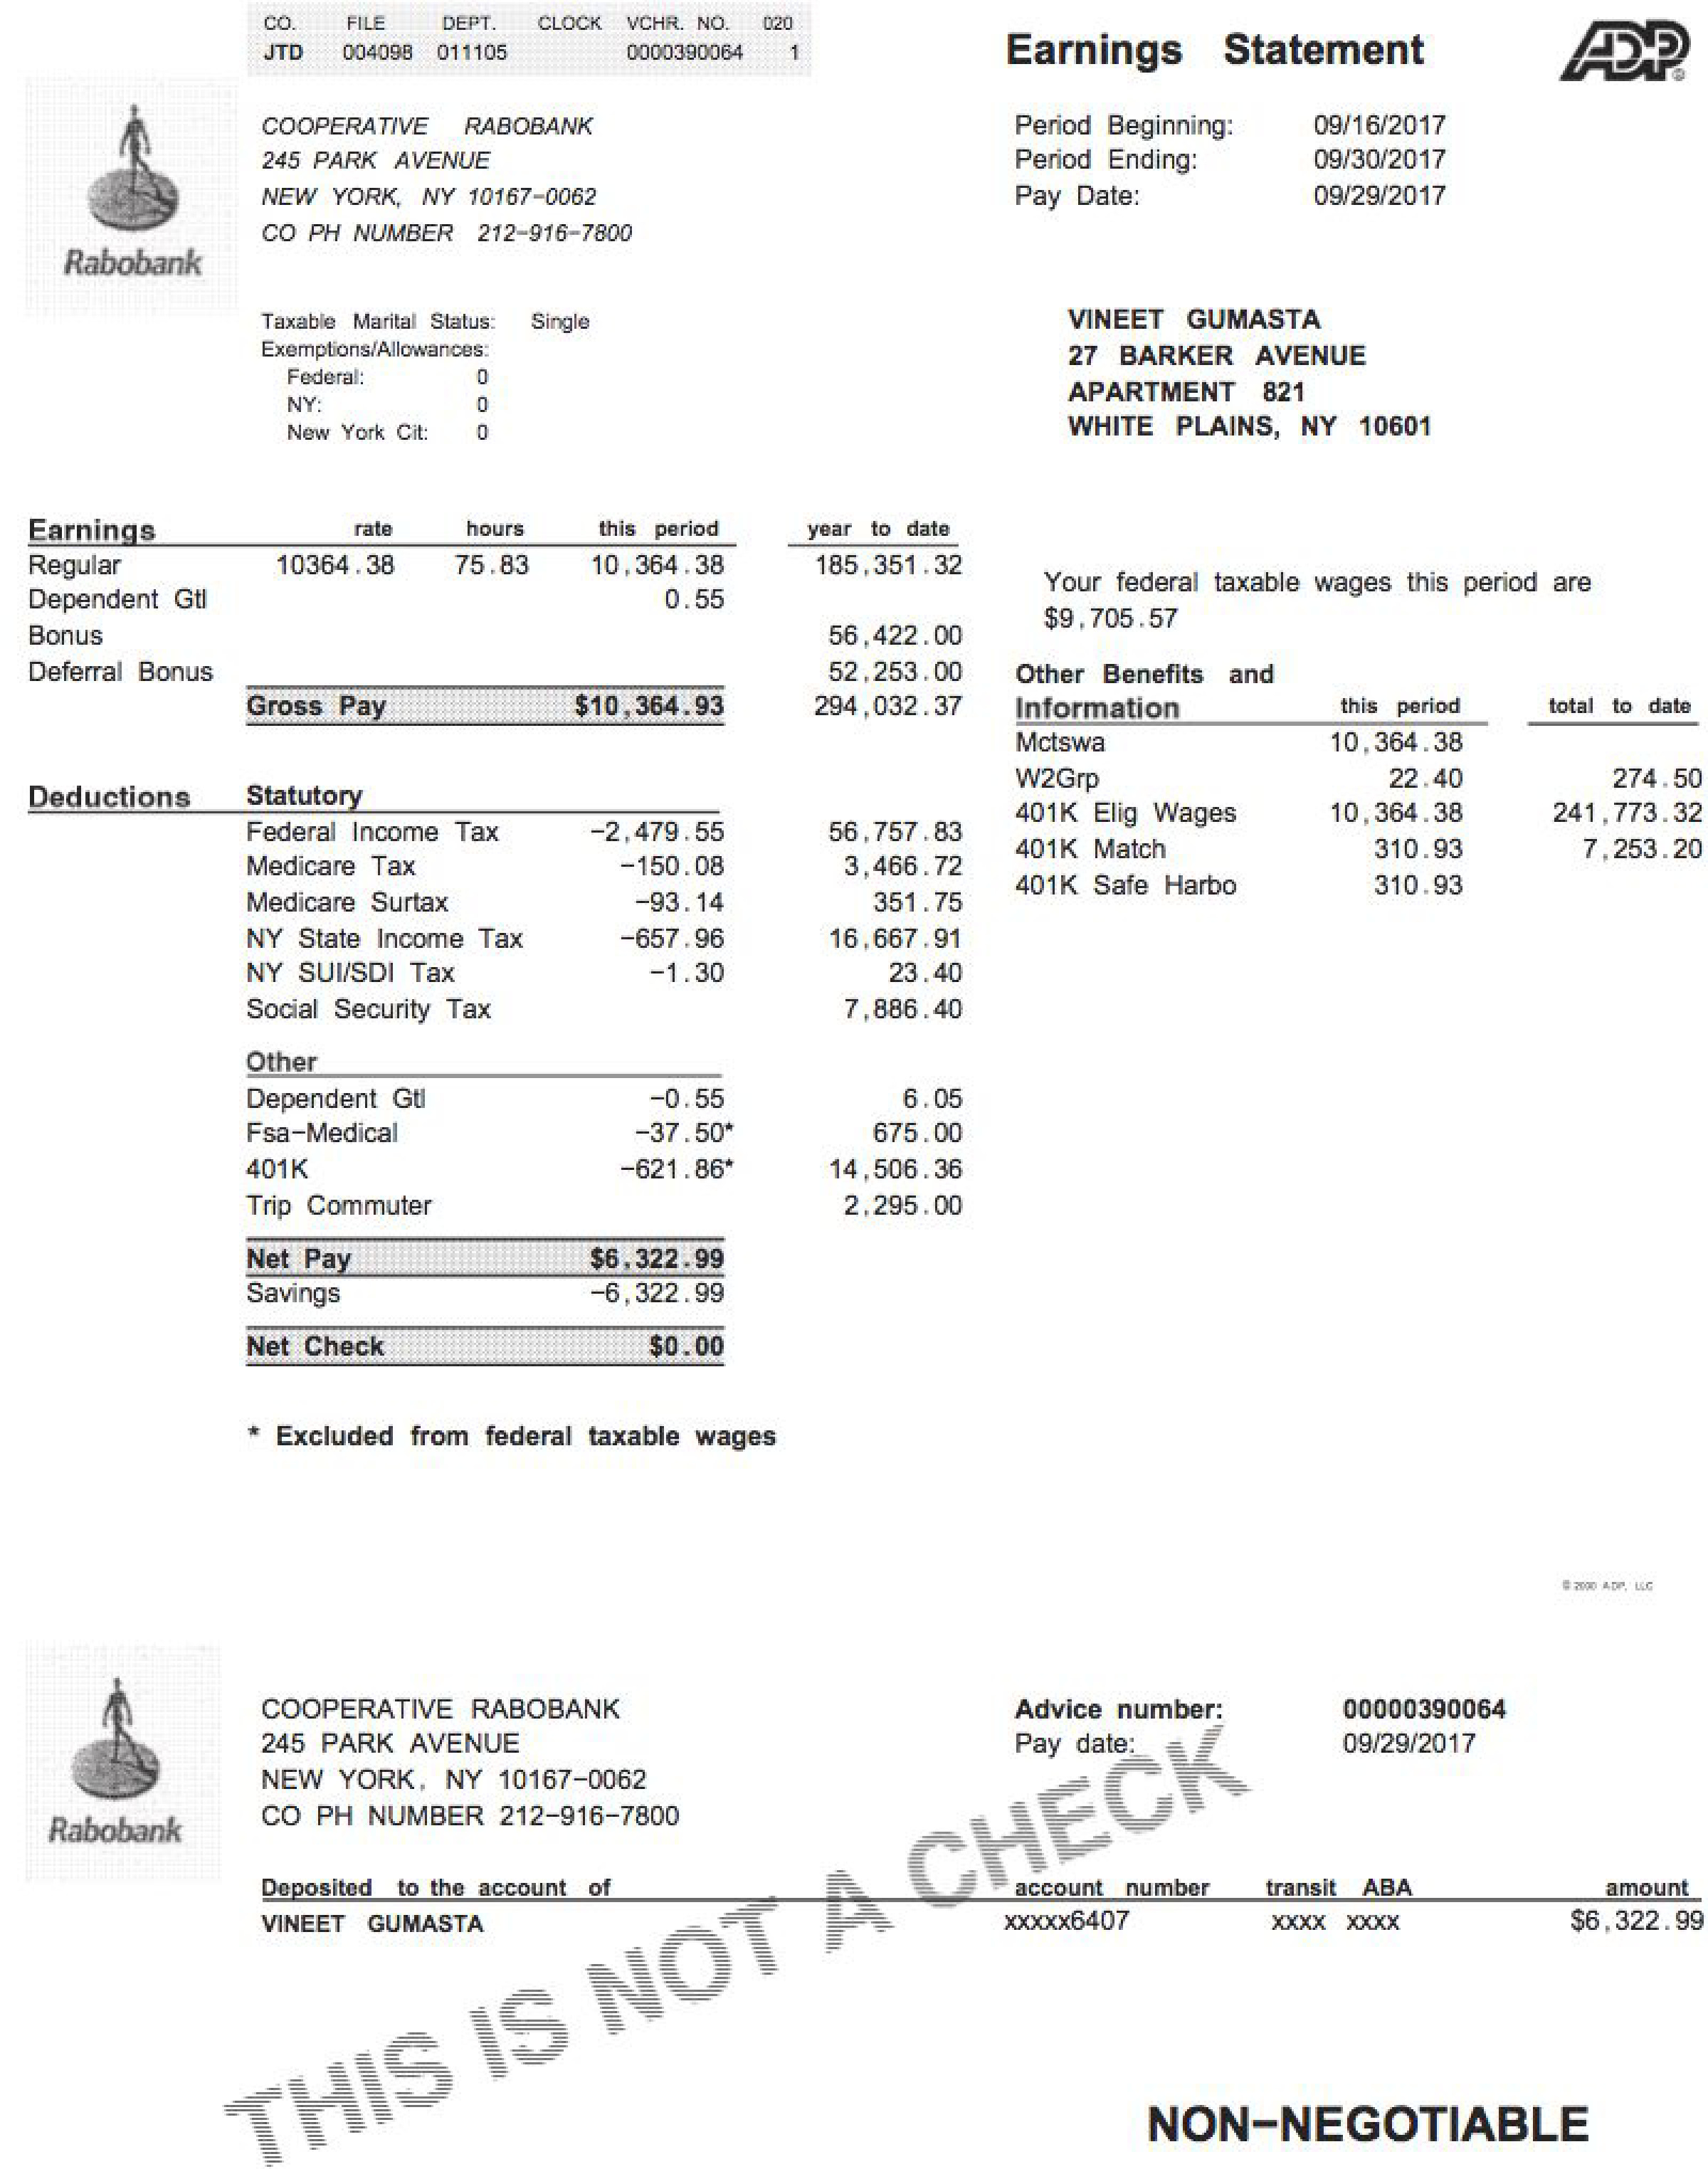 CO. FILE DEPT. CLOCK VCHR. NO. 020
JTD 004098 011105 0000390064 1
Earnings Statement
ADP®
Rabobank
COOPERATIVE RABOBANK
245 PARK AVENUE
NEW YORK, NY 10167-0062
CO PH NUMBER 212-916-7800
Period Beginning: 09/16/2017
Period Ending: 09/30/2017
Pay Date: 09/29/2017
Taxable Marital Status: Single
Exemptions/Allowances:
Federal: 0
NY: 0
New York Cit: 0
VINEET GUMASTA
27 BARKER AVENUE
APARTMENT 821
WHITE PLAINS, NY 10601
Earnings rate hours this period year to date
Regular 10364.38 75.83 10,364.38 185,351.32
Dependent Gtl 0.55
Bonus 56,422.00
Deferral Bonus 52,253.00
Gross Pay $10,364.93 294,032.37
Deductions Statutory
Federal Income Tax -2,479.55 56,757.83
Medicare Tax -150.08 3,466.72
Medicare Surtax -93.14 351.75
NY State Income Tax -657.96 16,667.91
NY SUI/SDI Tax -1.30 23.40
Social Security Tax 7,886.40
Other
Dependent Gtl -0.55 6.05
Fsa-Medical -37.50* 675.00
401K -621.86* 14,506.36
Trip Commuter 2,295.00
Net Pay $6,322.99
Savings -6,322.99
Net Check $0.00
* Excluded from federal taxable wages
Your federal taxable wages this period are
$9,705.57
Other Benefits and
Information this period total to date
Mctswa 10,364.38
W2Grp 22.40 274.50
401K Elig Wages 10,364.38 241,773.32
401K Match 310.93 7,253.20
401K Safe Harbo 310.93
© 2000 ADP, LLC
Rabobank
COOPERATIVE RABOBANK
245 PARK AVENUE
NEW YORK, NY 10167-0062
CO PH NUMBER 212-916-7800
Advice number: 00000390064
Pay date: 09/29/2017
Deposited to the account of account number transit ABA amount
VINEET GUMASTA xxxxx6407 xxxx xxxx $6,322.99
THIS IS NOT A CHECK
NON-NEGOTIABLE